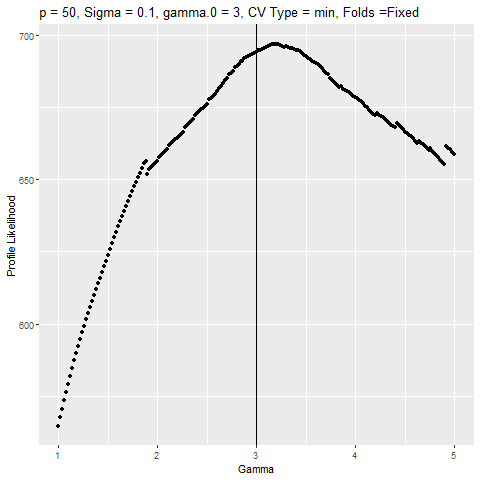 p = 50, Sigma = 0.1, gamma.0 = 3, CV Type = min, Folds =Fixed
700
650
600
Profile Likelihood
1 2 3 4 5
Gamma